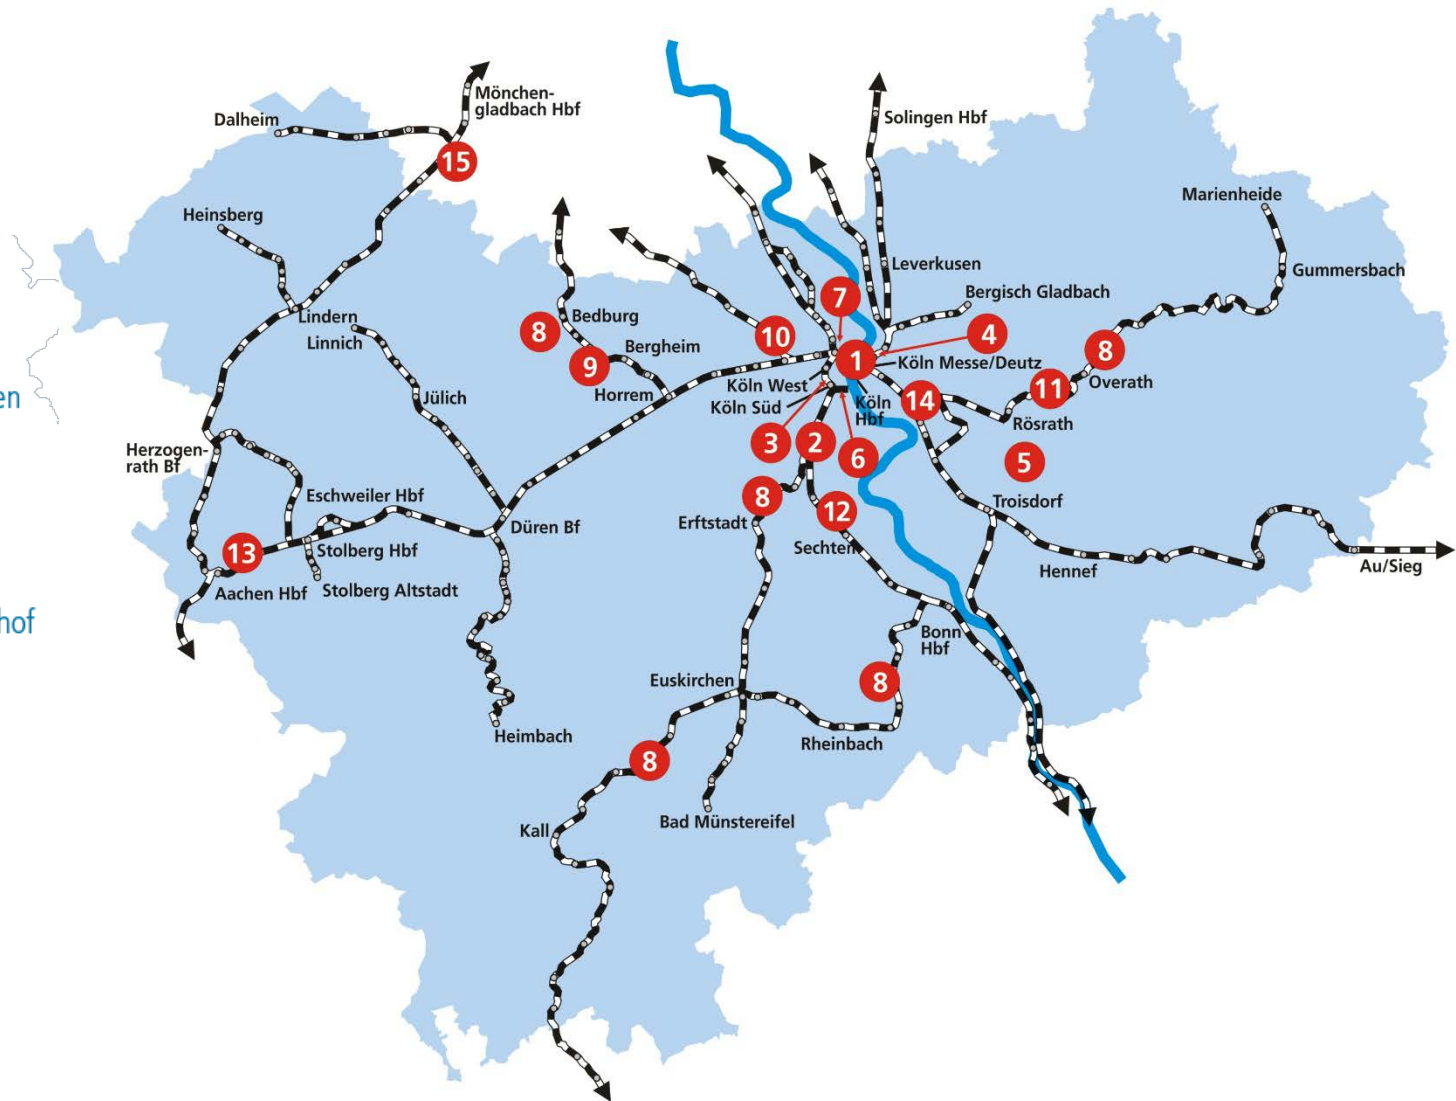 Mönchen-
gladbach Hbf
Dalheim
15
Solingen Hbf
Marienheide
Heinsberg
Leverkusen
Gummersbach
Bergisch Gladbach
7
Lindern
Linnich
8
Bedburg
10
4
8
1
Köln Messe/Deutz
Bergheim
9
Overath
Horrem
Köln West
Köln Süd
Köln
Hbf
14
11
Rösrath
en
Jülich
3
2
6
5
Herzogen-
rath Bf
Eschweiler Hbf
8
12
Troisdorf
Erftstadt
Düren Bf
Sechten
13
Stolberg Hbf
Hennef
Au/Sieg
Aachen Hbf
Stolberg Altstadt
hof
Bonn
Hbf
Euskirchen
8
Heimbach
Rheinbach
8
Kall
Bad Münstereifel